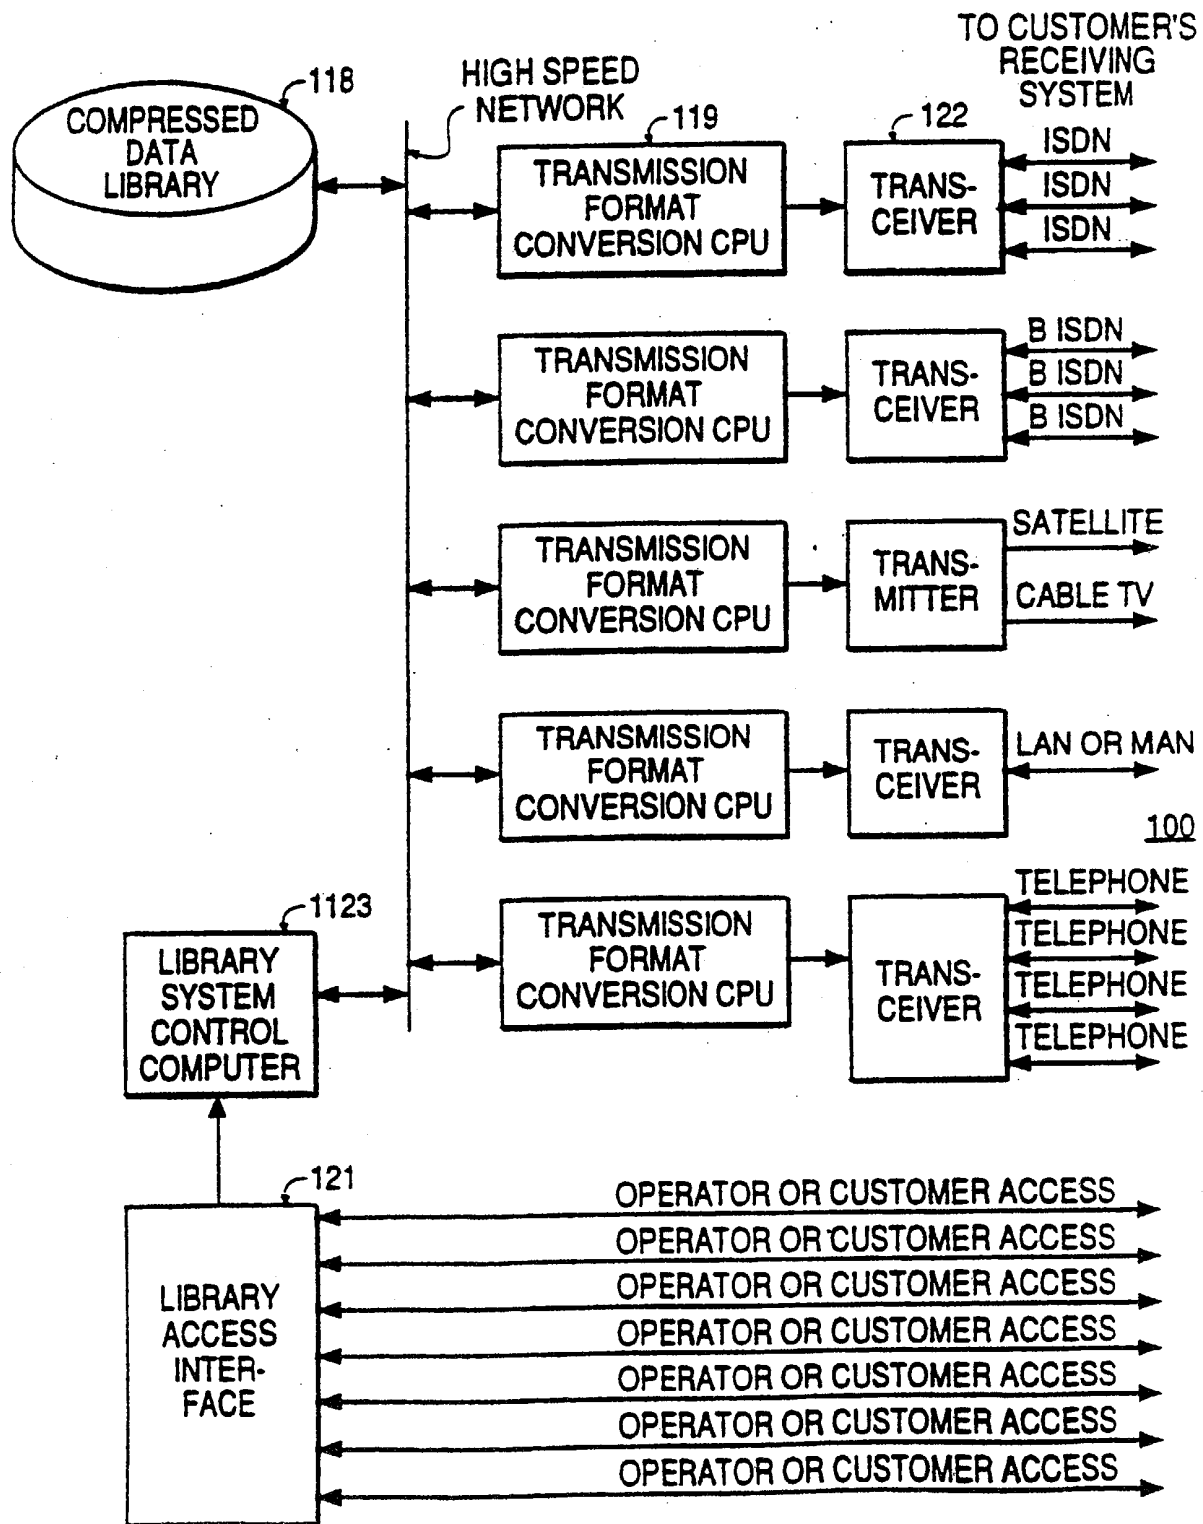 TO CUSTOMER'S
RECEIVING
SYSTEM
HIGH SPEED
NETWORK
118
COMPRESSED
DATA
LIBRARY
119
TRANSMISSION
FORMAT
CONVERSION CPU
122
TRANS-
CEIVER
ISDN
ISDN
ISDN
TRANSMISSION
FORMAT
CONVERSION CPU
TRANS-
CEIVER
B ISDN
B ISDN
B ISDN
TRANSMISSION
FORMAT
CONVERSION CPU
TRANS-
MITTER
SATELLITE
CABLE TV
TRANSMISSION
FORMAT
CONVERSION CPU
TRANS-
CEIVER
LAN OR MAN
100
1123
LIBRARY
SYSTEM
CONTROL
COMPUTER
TRANSMISSION
FORMAT
CONVERSION CPU
TRANS-
CEIVER
TELEPHONE
TELEPHONE
TELEPHONE
TELEPHONE
121
LIBRARY
ACCESS
INTER-
FACE
OPERATOR OR CUSTOMER ACCESS
OPERATOR OR CUSTOMER ACCESS
OPERATOR OR CUSTOMER ACCESS
OPERATOR OR CUSTOMER ACCESS
OPERATOR OR CUSTOMER ACCESS
OPERATOR OR CUSTOMER ACCESS
OPERATOR OR CUSTOMER ACCESS